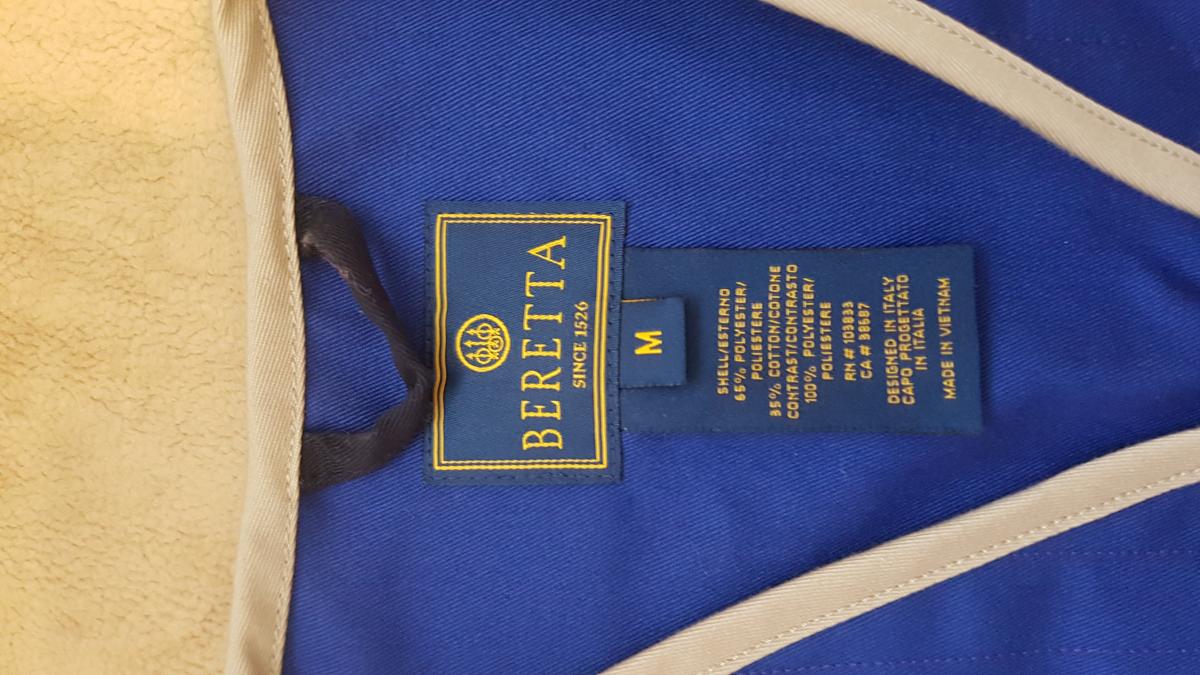 BERETTA
SINCE 1526
M
SHELL/ESTERNO
65% POLYESTER/
POLIESTERE
35% COTTON/COTONE
CONTRAST/CONTRASTO
100% POLYESTER/
POLIESTERE
RN # 103833
CA # 38687
DESIGNED IN ITALY
CAPO PROGETTATO
IN ITALIA
MADE IN VIETNAM